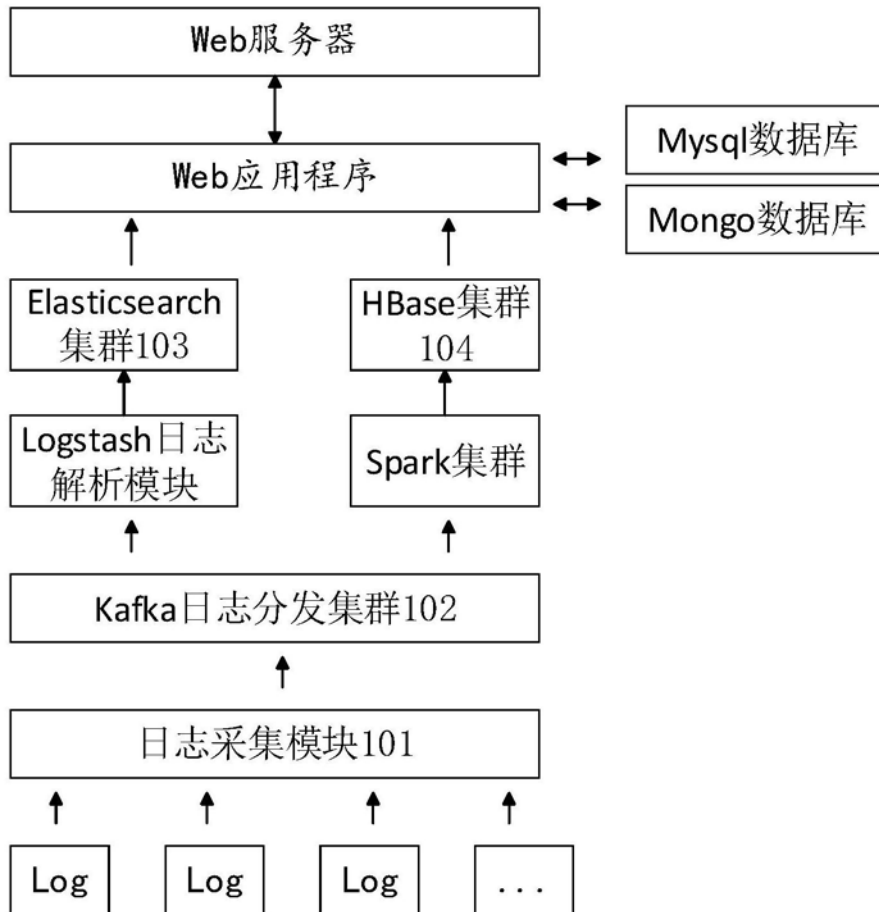 Web服务器
Web应用程序
Mysql数据库
Mongo数据库
Elasticsearch
集群103
HBase集群
104
Logstash日志
解析模块
Spark集群
Kafka日志分发集群102
日志采集模块101
Log
Log
Log
...